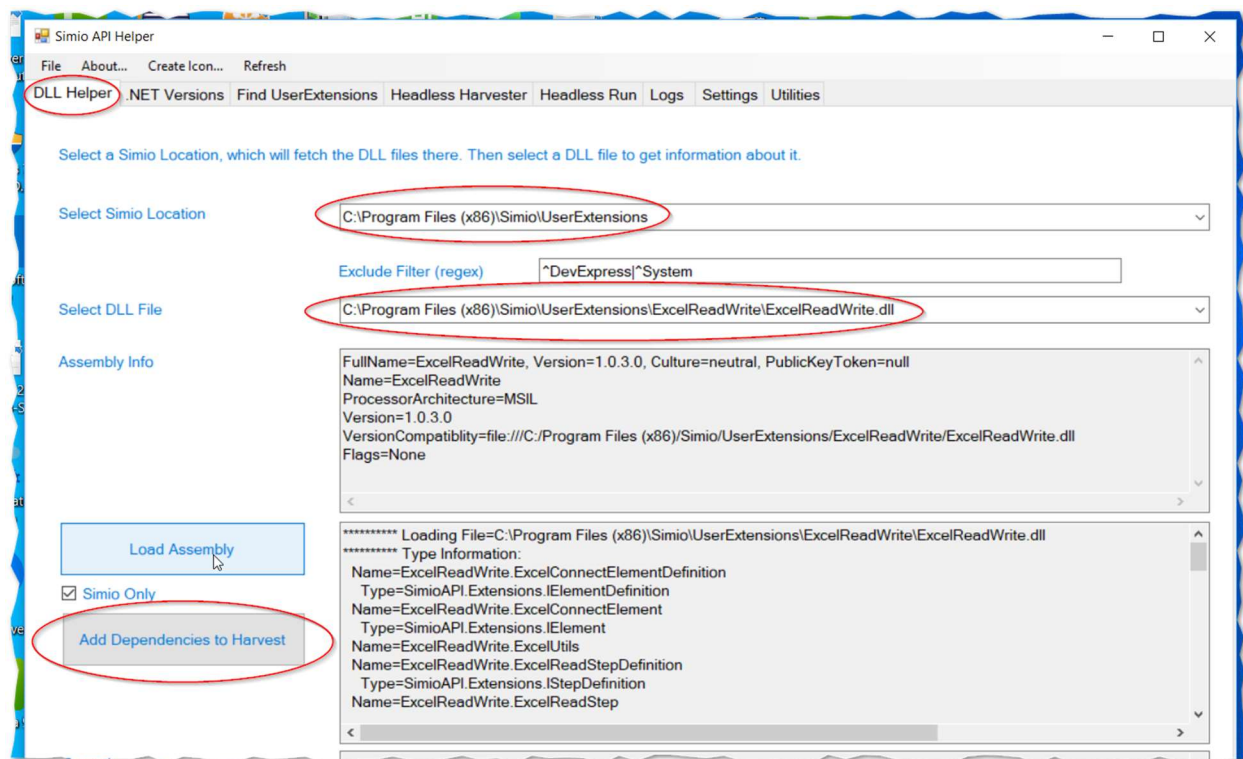 Simio API Helper
File About... Create Icon... Refresh
DLL Helper .NET Versions Find UserExtensions Headless Harvester Headless Run Logs Settings Utilities
Select a Simio Location, which will fetch the DLL files there. Then select a DLL file to get information about it.
Select Simio Location C:\Program Files (x86)\Simio\UserExtensions
Exclude Filter (regex) ^DevExpress|^System
Select DLL File C:\Program Files (x86)\Simio\UserExtensions\ExcelReadWrite\ExcelReadWrite.dll
Assembly Info FullName=ExcelReadWrite, Version=1.0.3.0, Culture=neutral, PublicKeyToken=null
Name=ExcelReadWrite
ProcessorArchitecture=MSIL
Version=1.0.3.0
VersionCompatiblity=file:///C:/Program Files (x86)/Simio/UserExtensions/ExcelReadWrite/ExcelReadWrite.dll
Flags=None
Load Assembly
Simio Only
Add Dependencies to Harvest
********** Loading File=C:\Program Files (x86)\Simio\UserExtensions\ExcelReadWrite\ExcelReadWrite.dll
********** Type Information:
Name=ExcelReadWrite.ExcelConnectElementDefinition
Type=SimioAPI.Extensions.IElementDefinition
Name=ExcelReadWrite.ExcelConnectElement
Type=SimioAPI.Extensions.IElement
Name=ExcelReadWrite.ExcelUtils
Name=ExcelReadWrite.ExcelReadStepDefinition
Type=SimioAPI.Extensions.IStepDefinition
Name=ExcelReadWrite.ExcelReadStep